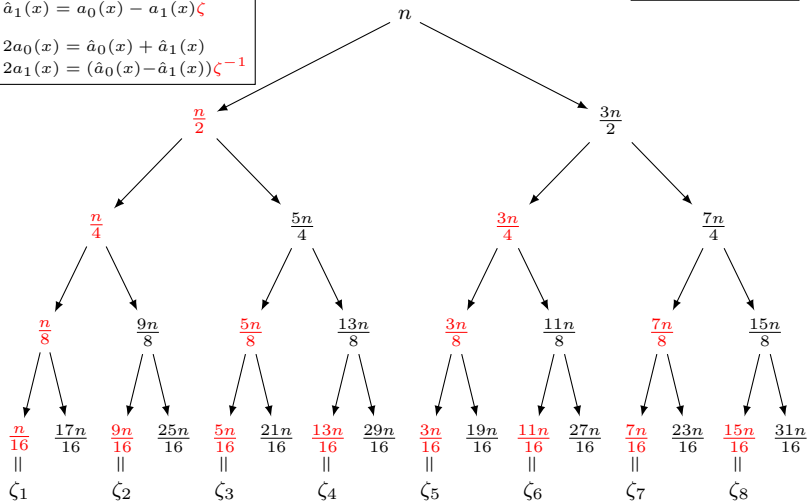 â₁(x) = a₀(x) − a₁(x)ζ
2a₀(x) = â₀(x) + â₁(x)
2a₁(x) = (â₀(x)−â₁(x))ζ⁻¹
n
n/2 3n/2
n/4 5n/4 3n/4 7n/4
n/8 9n/8 5n/8 13n/8 3n/8 11n/8 7n/8 15n/8
n/16 17n/16 9n/16 25n/16 5n/16 21n/16 13n/16 29n/16 3n/16 19n/16 11n/16 27n/16 7n/16 23n/16 15n/16 31n/16
= = = = = = = =
ζ₁ ζ₂ ζ₃ ζ₄ ζ₅ ζ₆ ζ₇ ζ₈